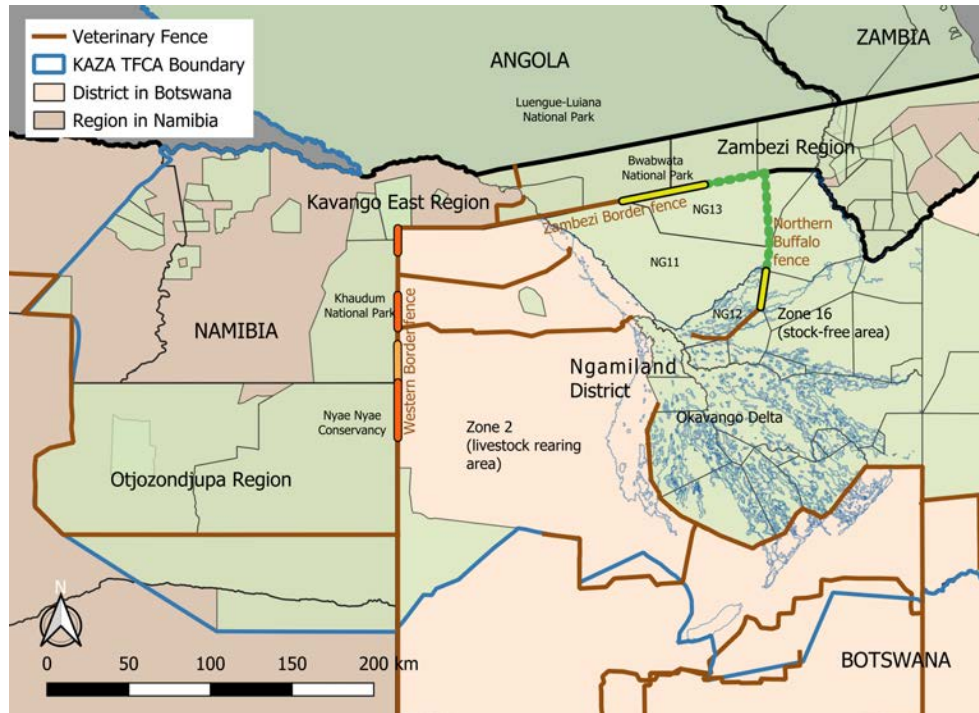 Veterinary Fence
KAZA TFCA Boundary
District in Botswana
Region in Namibia
ANGOLA
ZAMBIA
Luengue-Luiana
National Park
Bwabwata
National Park
Zambezi Region
Kavango East Region
Zambezi Border fence
NG13
Northern
Buffalo
fence
NG11
Khaudum
National Park
NAMIBIA
Western Border fence
NG12
Zone 16
(stock-free area)
Ngamiland
District
Nyae Nyae
Conservancy
Okavango Delta
Zone 2
(livestock rearing
area)
Otjozondjupa Region
N
0 50 100 150 200 km
BOTSWANA